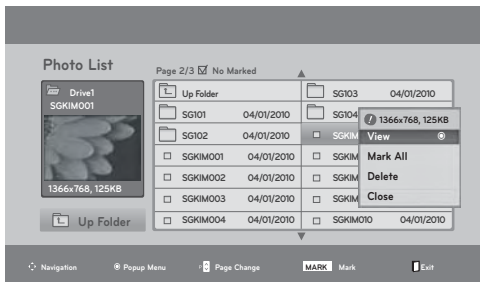 Photo List
Page 2/3 No Marked
Drive1
SGKIM001
1366x768, 125KB
Up Folder
Up Folder
SG101 04/01/2010
SG102 04/01/2010
SGKIM001 04/01/2010
SGKIM002 04/01/2010
SGKIM003 04/01/2010
SGKIM004 04/01/2010
SG103 04/01/2010
SG104
SGKIM
SGKIM
SGKIM
SGKIM
SGKIM010 04/01/2010
1366x768, 125KB
View
Mark All
Delete
Close
Navigation
Popup Menu
Page Change
MARK Mark
Exit